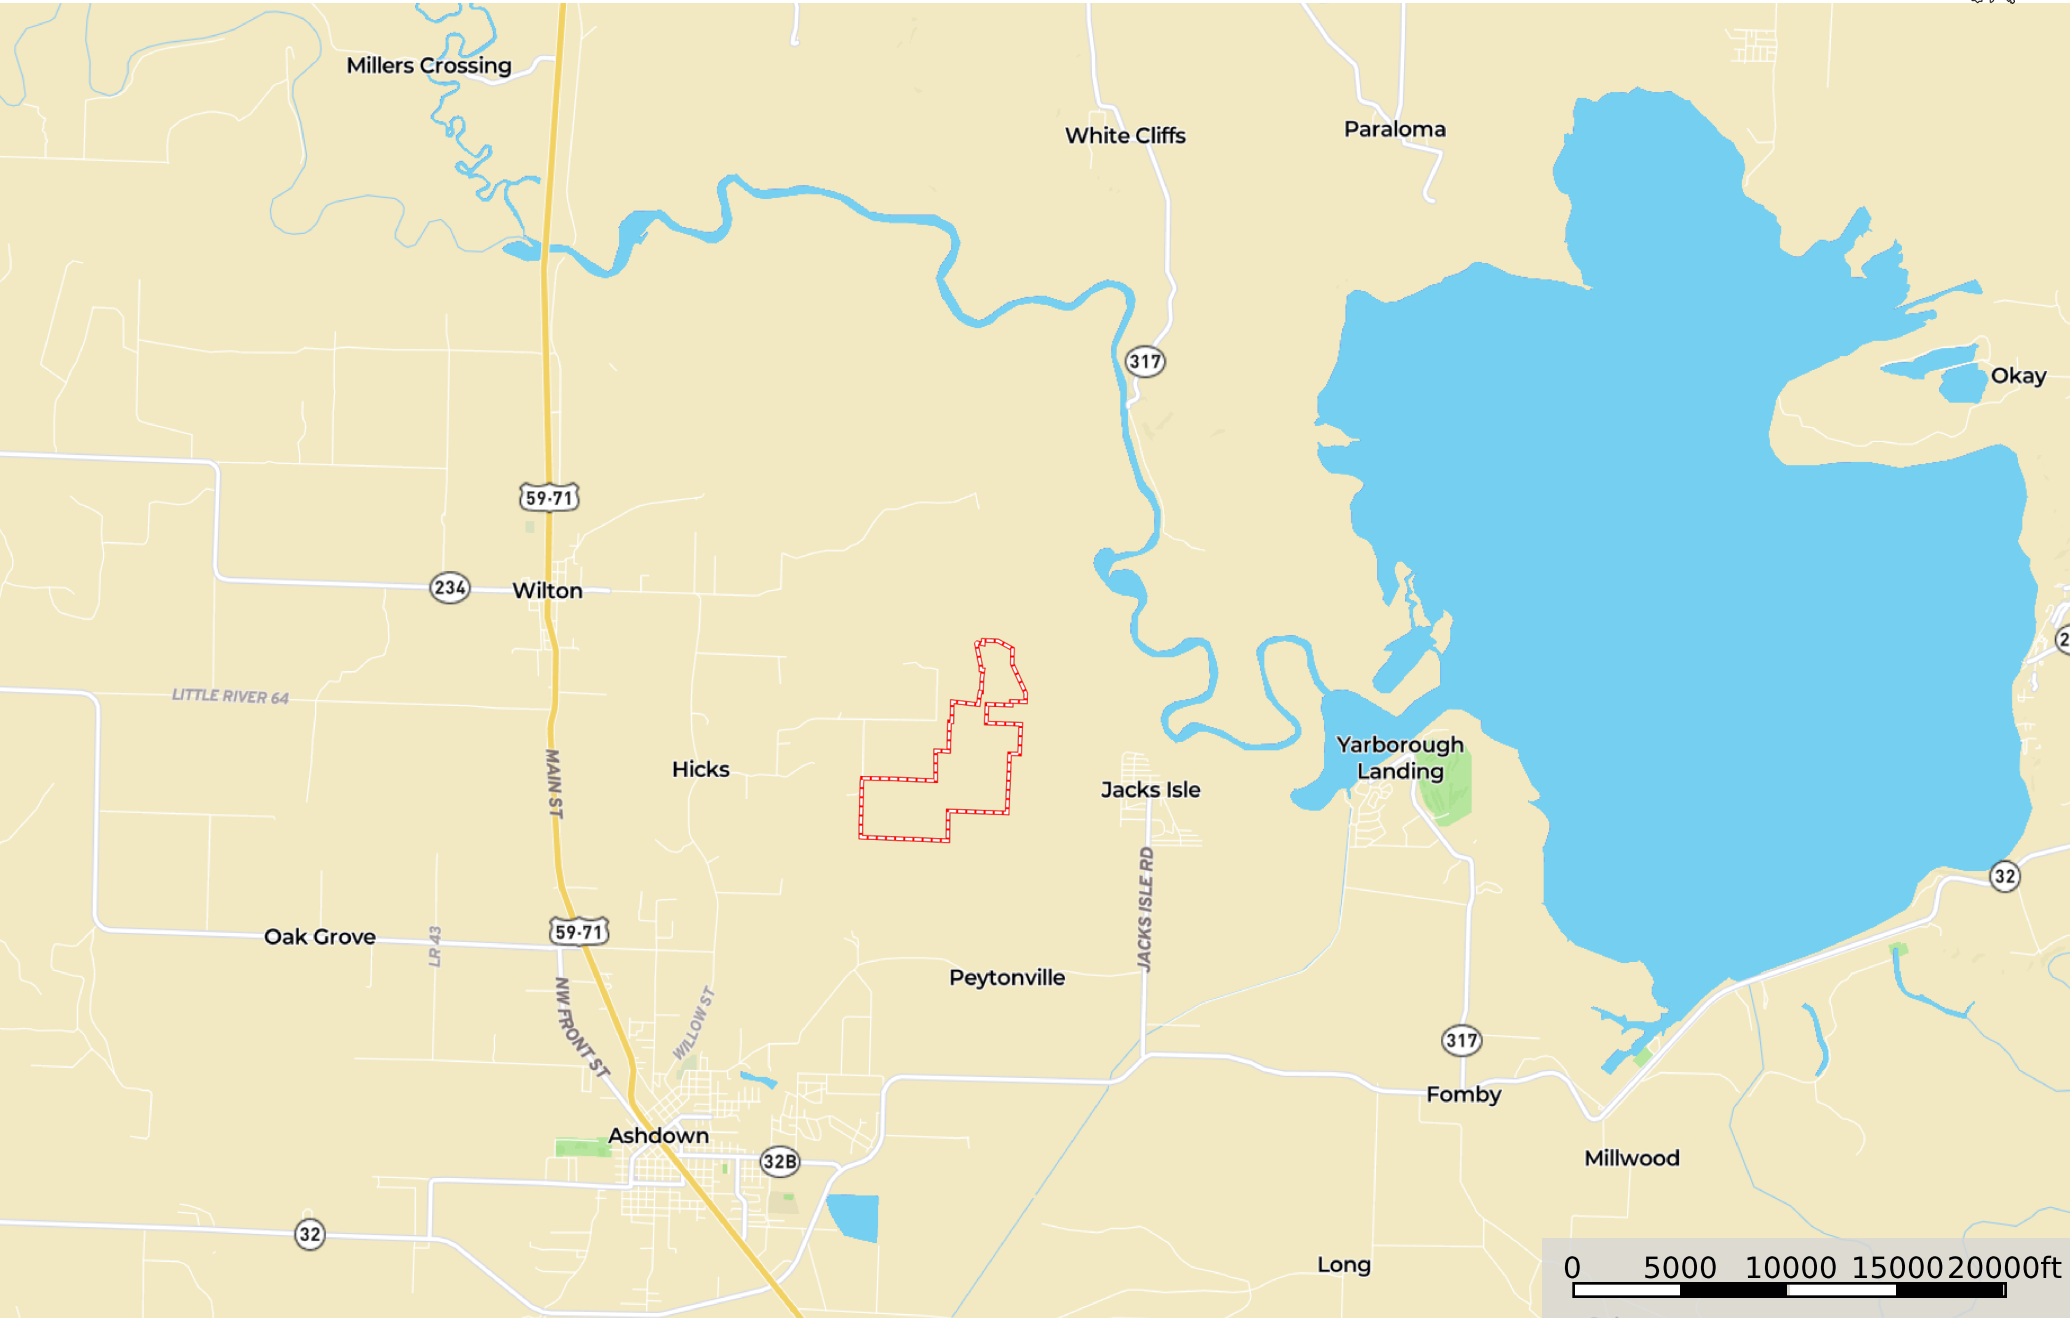 Millers Crossing
White Cliffs
Paraloma
317
Okay
59·71
234
Wilton
LITTLE RIVER 64
MAIN ST
Hicks
Jacks Isle
Yarborough
Landing
JACKS ISLE RD
32
Oak Grove
LR 43
59·71
Peytonville
NW FRONT ST
WILLOW ST
317
Fomby
Ashdown
32B
Millwood
32
Long
0 5000 10000 15000 20000ft